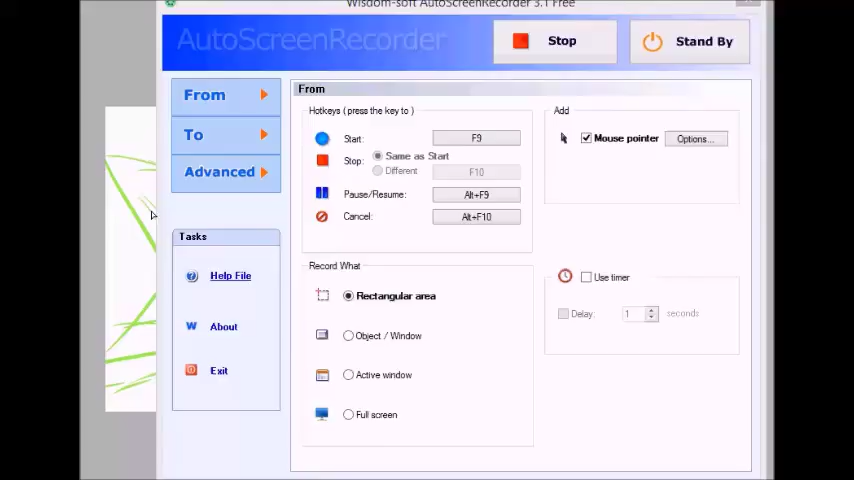 Wisdom-soft AutoScreenRecorder 3.1 Free
AutoScreenRecorder
Stop
Stand By
From
To
Advanced
Tasks
Help File
W About
Exit
From
Hotkeys ( press the key to )
Start: F9
Stop: Same as Start
Different F10
Pause/Resume: Alt+F9
Cancel: Alt+F10
Add
Mouse pointer Options...
Record What
Rectangular area
Object / Window
Active window
Full screen
Use timer
Delay: 1 seconds